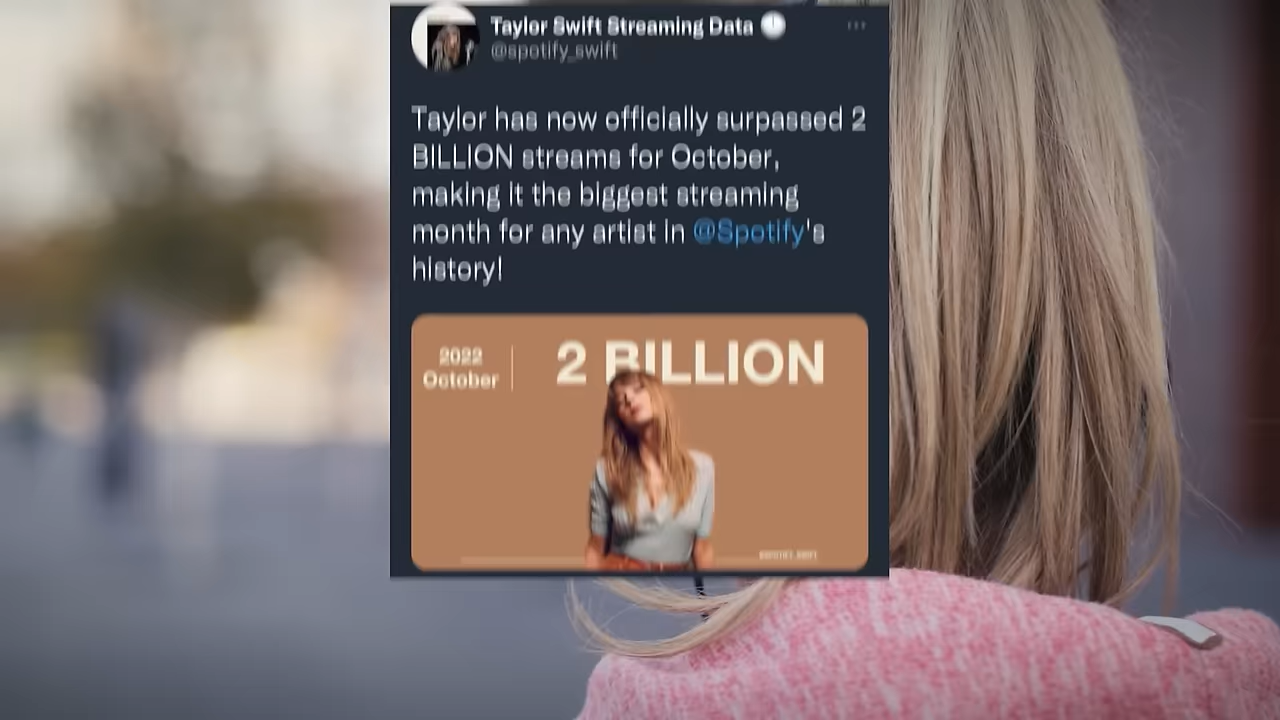 Taylor Swift Streaming Data
@spotify_swift
Taylor has now officially surpassed 2
BILLION streams for October,
making it the biggest streaming
month for any artist in @Spotify's
history!
2022
October
2 BILLION
@SPOTIFY_SWIFT